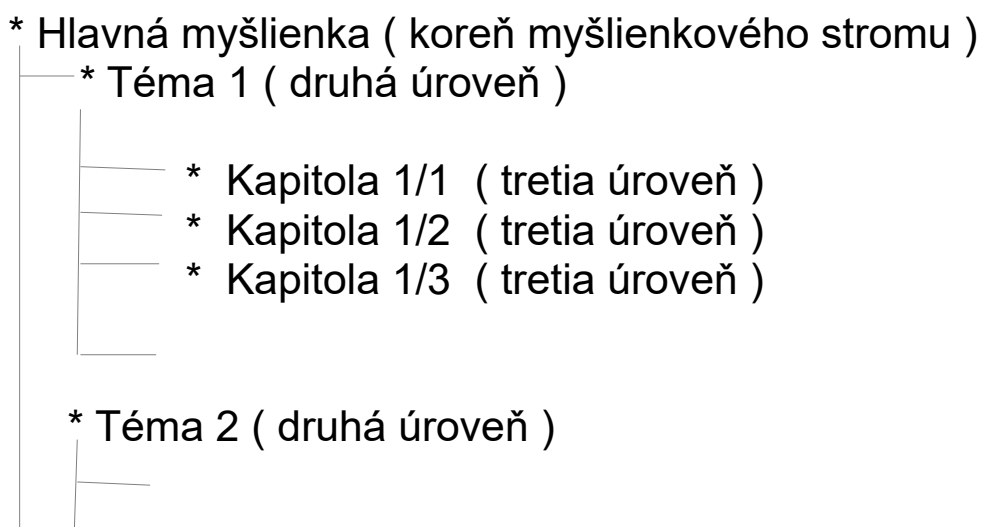 * Hlavná myšlienka ( koreň myšlienkového stromu )
* Téma 1 ( druhá úroveň )
* Kapitola 1/1 ( tretia úroveň )
* Kapitola 1/2 ( tretia úroveň )
* Kapitola 1/3 ( tretia úroveň )
* Téma 2 ( druhá úroveň )